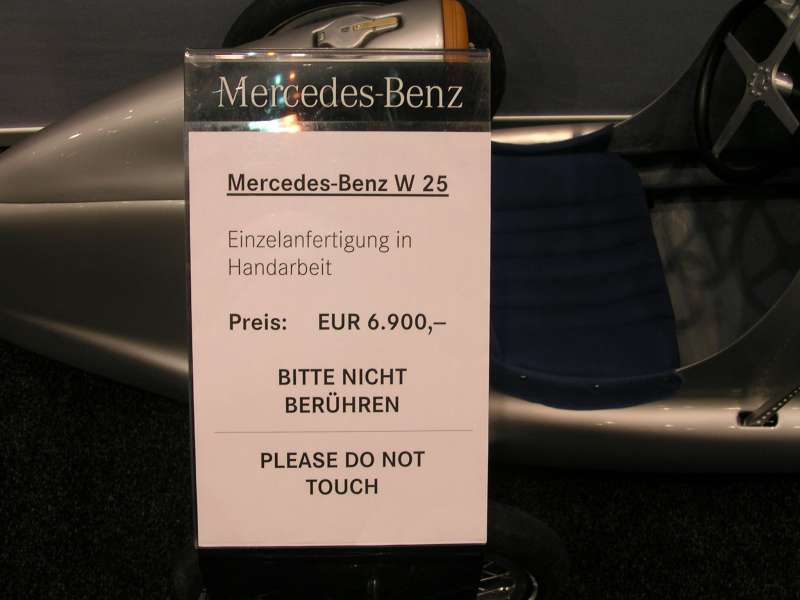 Mercedes-Benz
Mercedes-Benz W 25
Einzelanfertigung in
Handarbeit
Preis: EUR 6.900,–
BITTE NICHT
BERÜHREN
PLEASE DO NOT
TOUCH